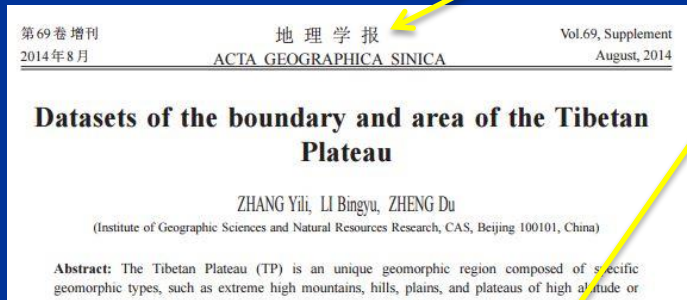 第69卷 增刊 地 理 学 报 Vol.69, Supplement
2014年8月 ACTA GEOGRAPHICA SINICA August, 2014
Datasets of the boundary and area of the Tibetan
Plateau
ZHANG Yili, LI Bingyu, ZHENG Du
(Institute of Geographic Sciences and Natural Resources Research, CAS, Beijing 100101, China)
Abstract: The Tibetan Plateau (TP) is an unique geomorphic region composed of specific
geomorphic types, such as extreme high mountains, hills, plains, and plateaus of high altitude or